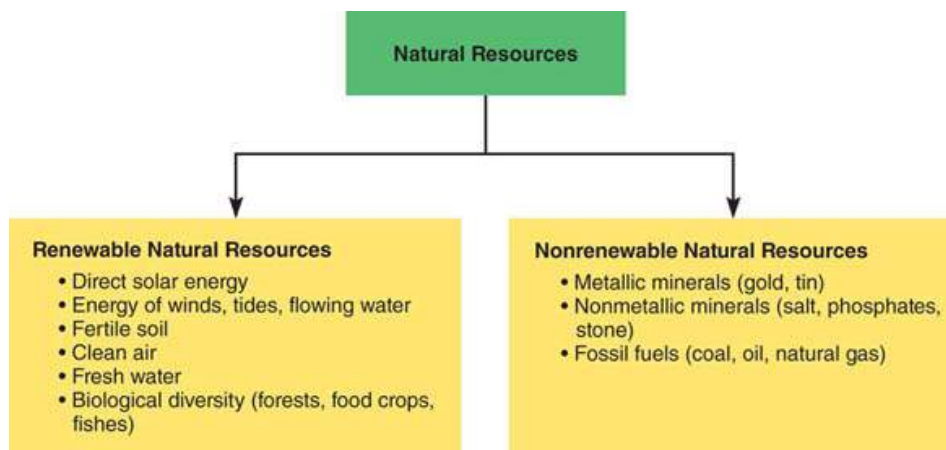 Natural Resources
Renewable Natural Resources
• Direct solar energy
• Energy of winds, tides, flowing water
• Fertile soil
• Clean air
• Fresh water
• Biological diversity (forests, food crops,
fishes)
Nonrenewable Natural Resources
• Metallic minerals (gold, tin)
• Nonmetallic minerals (salt, phosphates,
stone)
• Fossil fuels (coal, oil, natural gas)